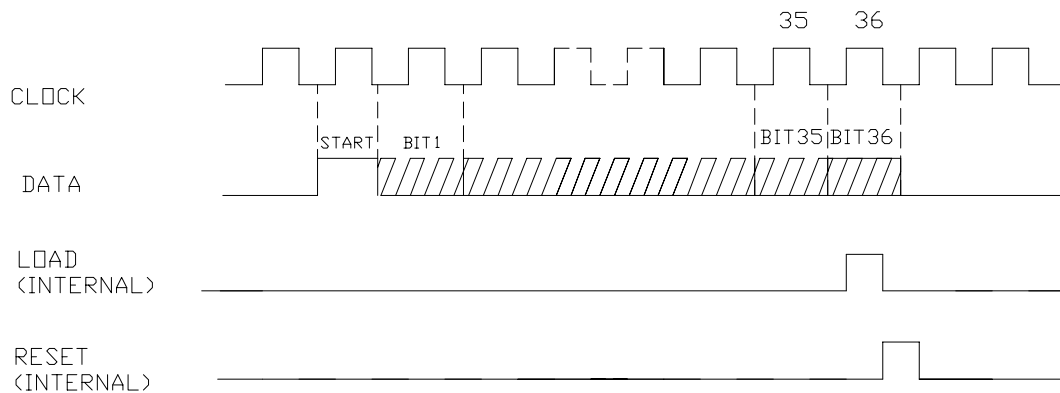 35 36
CLOCK
START BIT1 BIT35 BIT36
DATA
LOAD
(INTERNAL)
RESET
(INTERNAL)